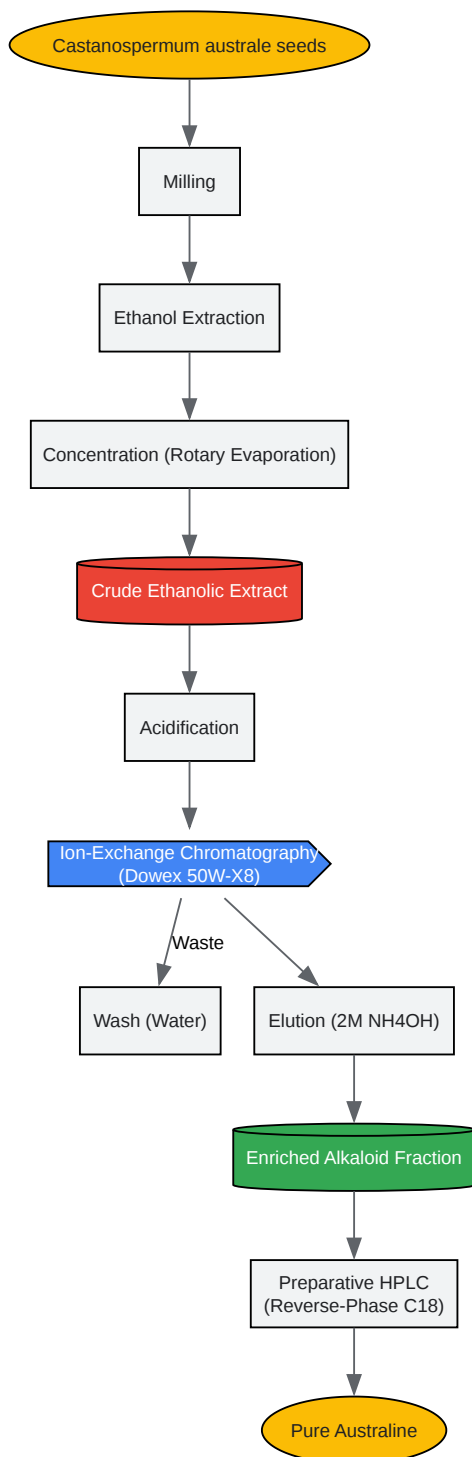 Castanospermum australe seeds
Milling
Ethanol Extraction
Concentration (Rotary Evaporation)
Crude Ethanolic Extract
Acidification
Ion-Exchange Chromatography
(Dowex 50W-X8)
Waste
Wash (Water)
Elution (2M NH4OH)
Enriched Alkaloid Fraction
Preparative HPLC
(Reverse-Phase C18)
Pure Australine